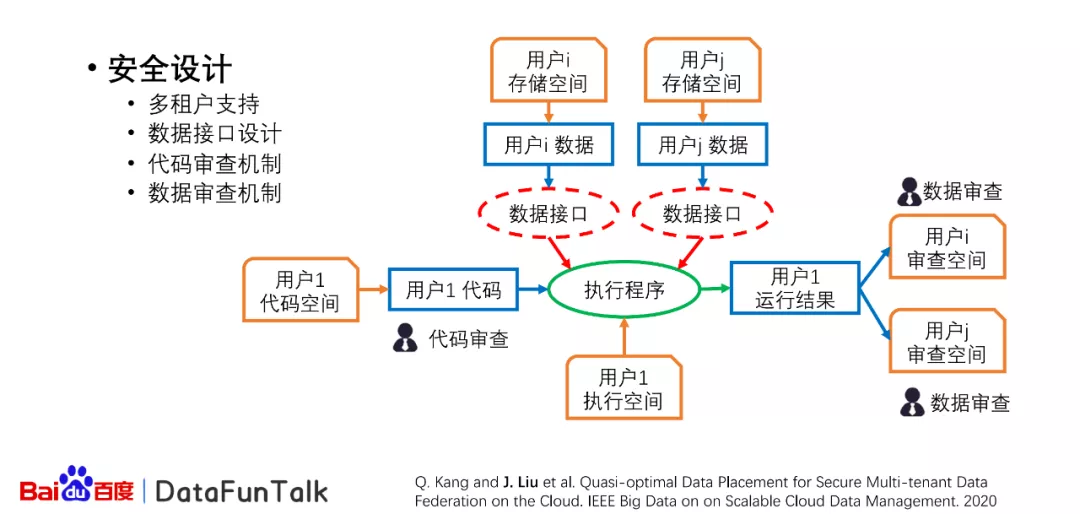 • 安全设计
• 多租户支持
• 数据接口设计
• 代码审查机制
• 数据审查机制
用户i
存储空间
用户j
存储空间
用户i 数据
用户j 数据
数据接口
数据接口
数据审查
用户i
审查空间
用户1
代码空间
用户1 代码
执行程序
用户1
运行结果
代码审查
用户j
审查空间
用户1
执行空间
数据审查
Bai du 百度 | DataFunTalk
Q. Kang and J. Liu et al. Quasi-optimal Data Placement for Secure Multi-tenant Data
Federation on the Cloud. IEEE Big Data on on Scalable Cloud Data Management. 2020